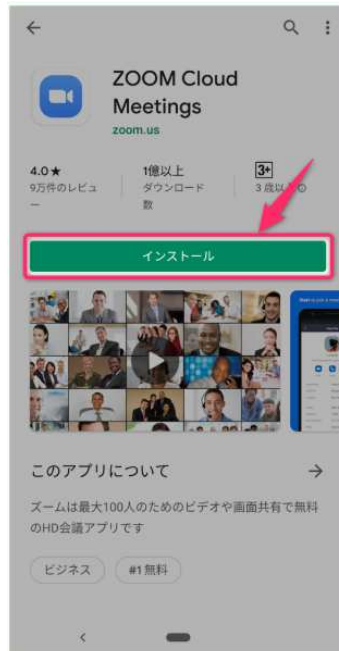 ZOOM Cloud
Meetings
zoom.us
4.0★
1億以上
3+
9万件のレビュ
ダウンロード
3 歳以
ー
数
インストール
このアプリについて
ズームは最大100人のためのビデオや画面共有で無料
のHD会議アプリです
ビジネス
#1 無料